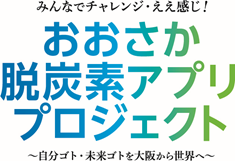 みんなでチャレンジ・ええ感じ！
おおさか
脱炭素アプリ
プロジェクト
〜自分ゴト・未来ゴトを大阪から世界へ〜